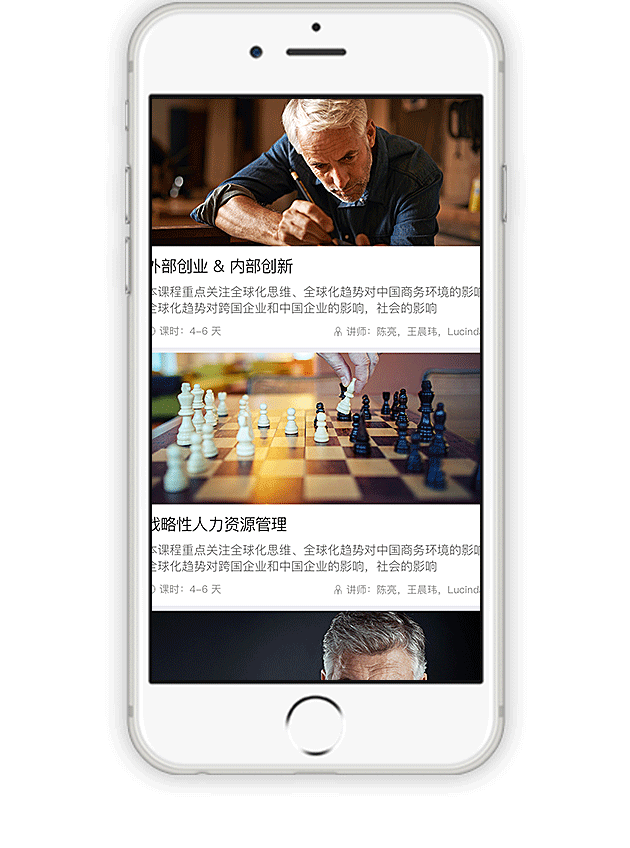 外部创业 & 内部创新
本课程重点关注全球化思维、全球化趋势对中国商务环境的影响
全球化趋势对跨国企业和中国企业的影响，社会的影响
课时：4-6 天
讲师：陈亮，王晨玮，Lucinda
战略性人力资源管理
本课程重点关注全球化思维、全球化趋势对中国商务环境的影响
全球化趋势对跨国企业和中国企业的影响，社会的影响
课时：4-6 天
讲师：陈亮，王晨玮，Lucinda